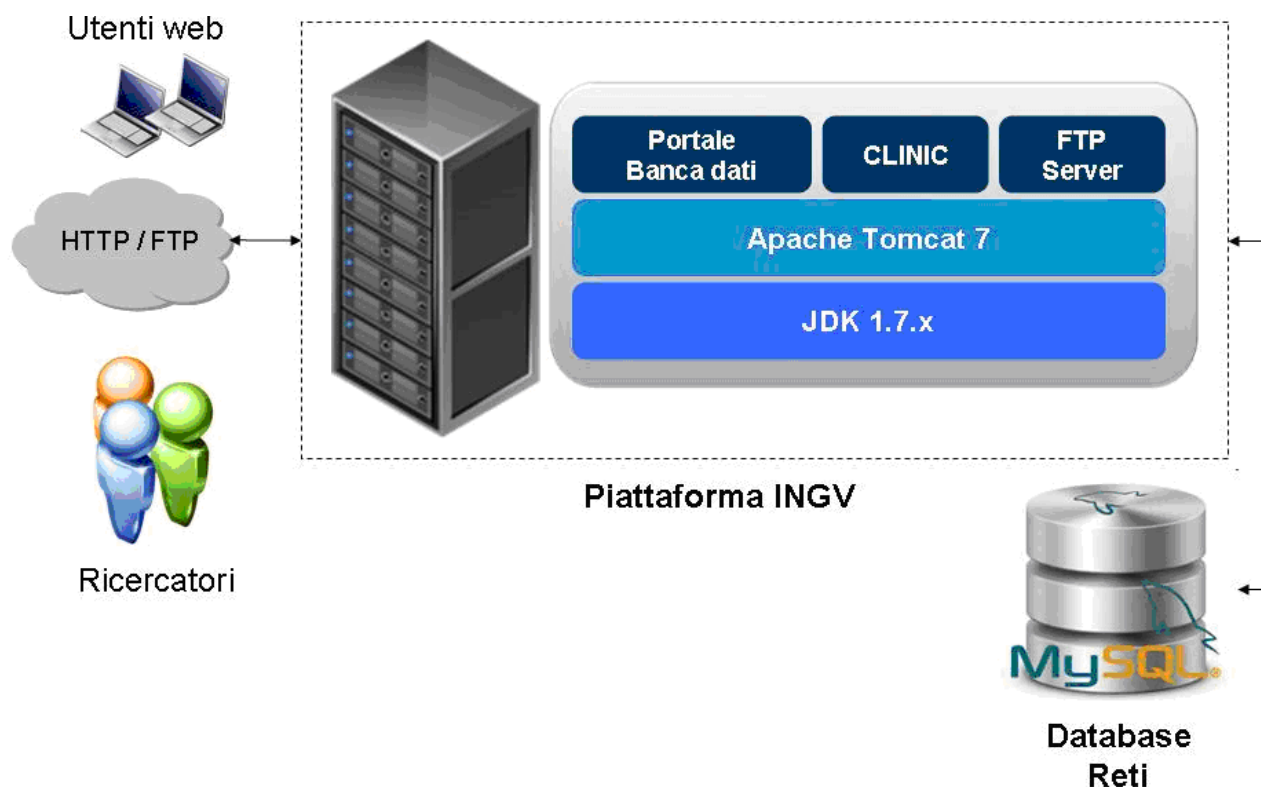 Utenti web
HTTP / FTP
Ricercatori
Portale
Banca dati
CLINIC
FTP
Server
Apache Tomcat 7
JDK 1.7.x
Piattaforma INGV
MySQL®
Database
Reti